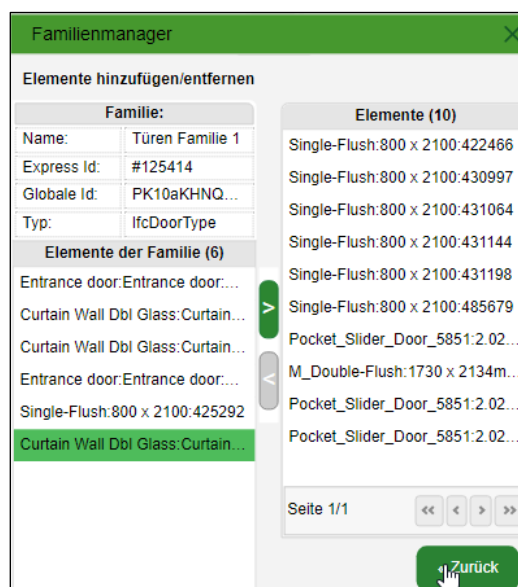 Familienmanager
Elemente hinzufügen/entfernen
Familie:
Name: Türen Familie 1
Express Id: #125414
Globale Id: PK10aKHNQ...
Typ: IfcDoorType
Elemente der Familie (6)
Entrance door:Entrance door:...
Curtain Wall Dbl Glass:Curtain...
Curtain Wall Dbl Glass:Curtain...
Entrance door:Entrance door:...
Single-Flush:800 x 2100:425292
Curtain Wall Dbl Glass:Curtain...
>
<
Elemente (10)
Single-Flush:800 x 2100:422466
Single-Flush:800 x 2100:430997
Single-Flush:800 x 2100:431064
Single-Flush:800 x 2100:431144
Single-Flush:800 x 2100:431198
Single-Flush:800 x 2100:485679
Pocket_Slider_Door_5851:2.02...
M_Double-Flush:1730 x 2134m...
Pocket_Slider_Door_5851:2.02...
Pocket_Slider_Door_5851:2.02...
Seite 1/1 << < > >>
Zurück